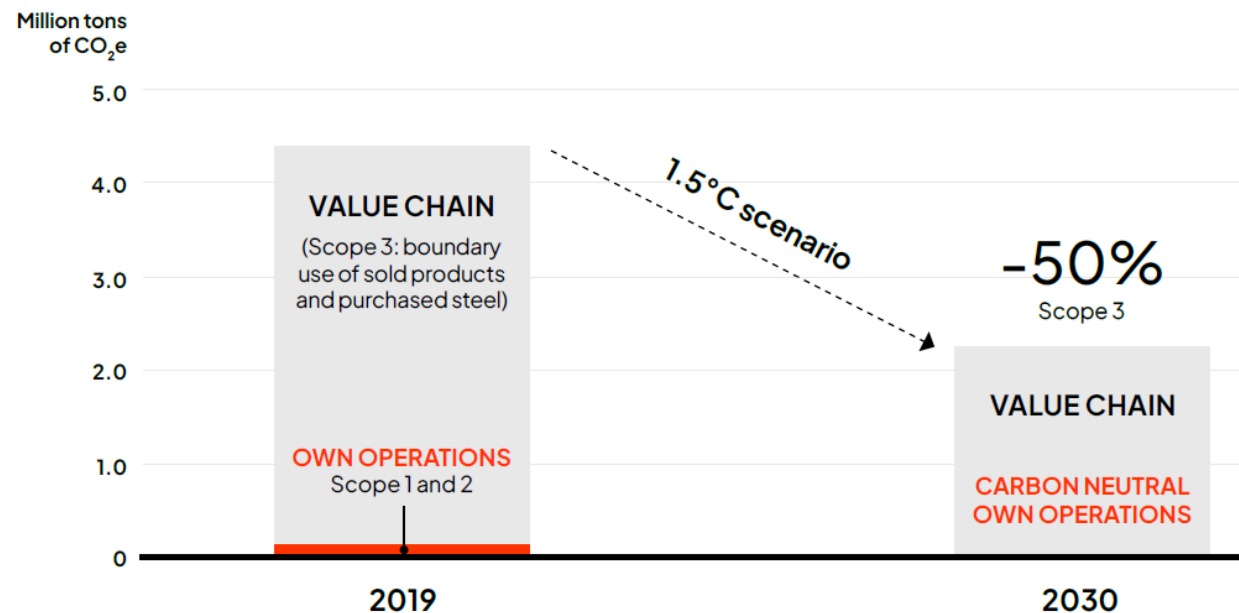 Million tons
of CO₂e
5.0
4.0
3.0
2.0
1.0
0
VALUE CHAIN
(Scope 3: boundary
use of sold products
and purchased steel)
OWN OPERATIONS
Scope 1 and 2
1.5°C scenario
-50%
Scope 3
VALUE CHAIN
CARBON NEUTRAL
OWN OPERATIONS
2019
2030